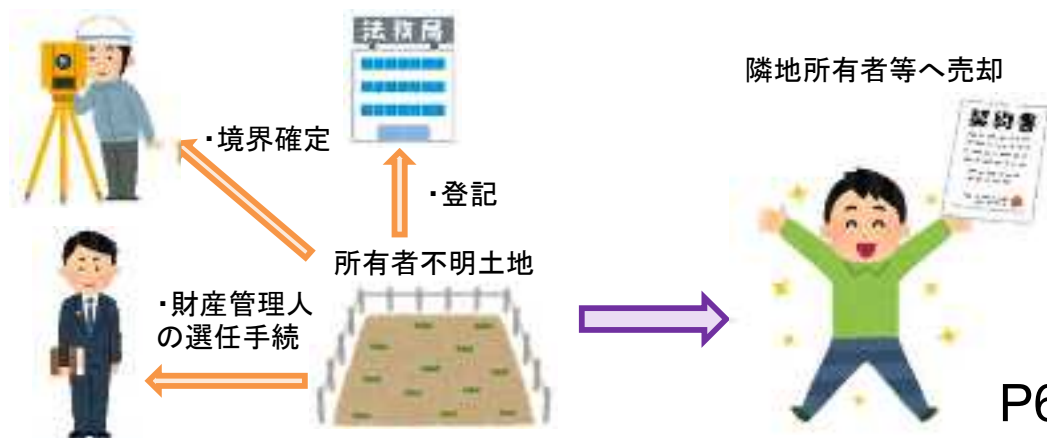 法務局
隣地所有者等へ売却
契約書
・境界確定
・登記
所有者不明土地
・財産管理人
の選任手続
P6